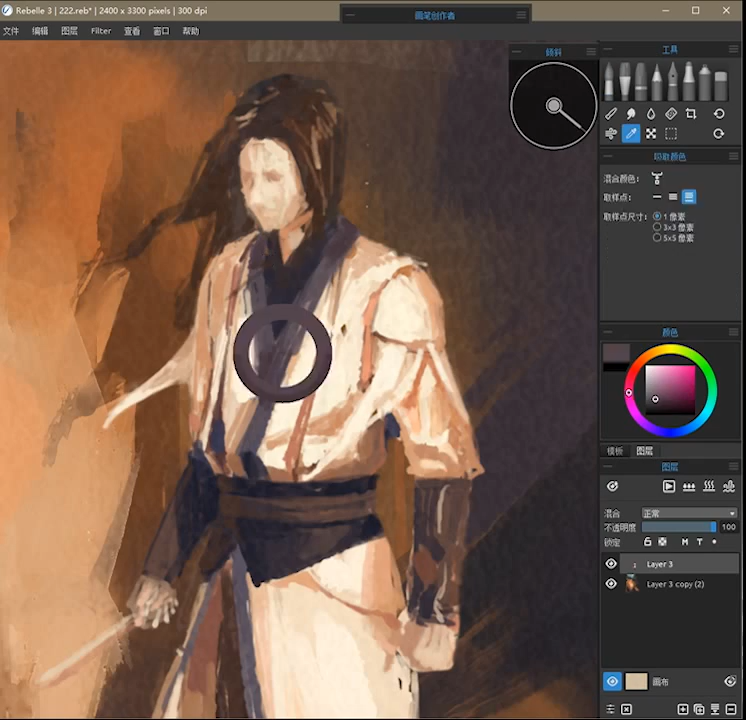 Rebelle 3 | 222.reb* | 2400 x 3300 pixels | 300 dpi
画笔创作者
文件 编辑 图层 Filter 查看 窗口 帮助
倾斜
工具
吸取颜色
混合颜色:
取样点:
取样点尺寸: 1 像素
3x3 像素
5x5 像素
颜色
模板 图层
图层
混合 正常
不透明度 100
锁定 M T
Layer 3
Layer 3 copy (2)
画布